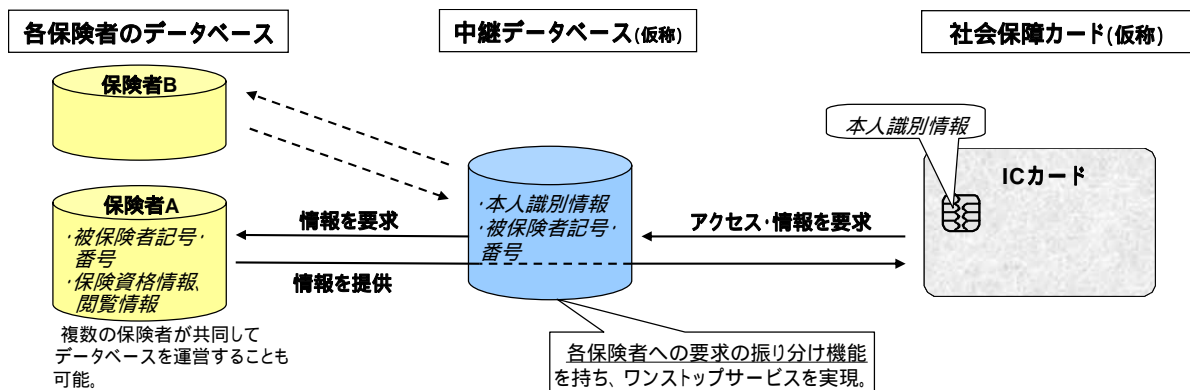 各保険者のデータベース
中継データベース(仮称)
社会保障カード(仮称)
保険者B
本人識別情報
ICカード
保険者A
・被保険者記号・
番号
・保険資格情報、
閲覧情報
情報を要求
情報を提供
・本人識別情報
・被保険者記号・
番号
アクセス・情報を要求
複数の保険者が共同して
データベースを運営することも
可能。
各保険者への要求の振り分け機能
を持ち、ワンストップサービスを実現。